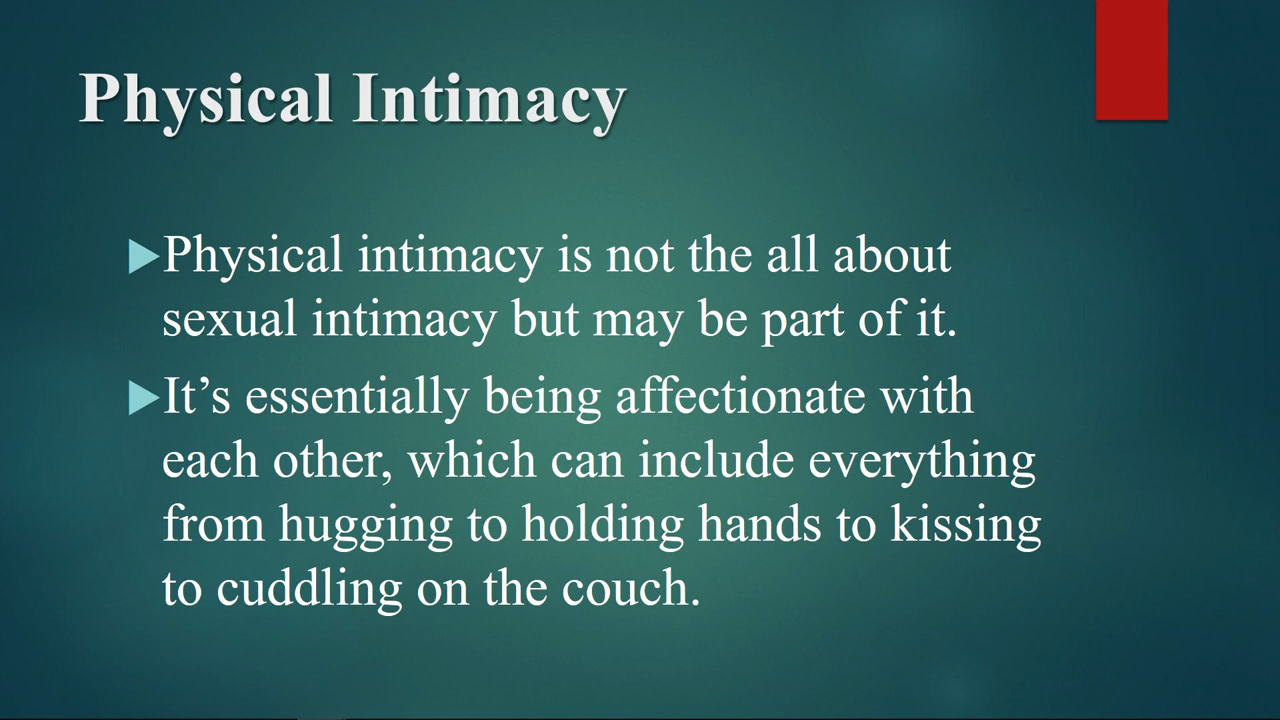 Physical Intimacy
Physical intimacy is not the all about
sexual intimacy but may be part of it.
It’s essentially being affectionate with
each other, which can include everything
from hugging to holding hands to kissing
to cuddling on the couch.